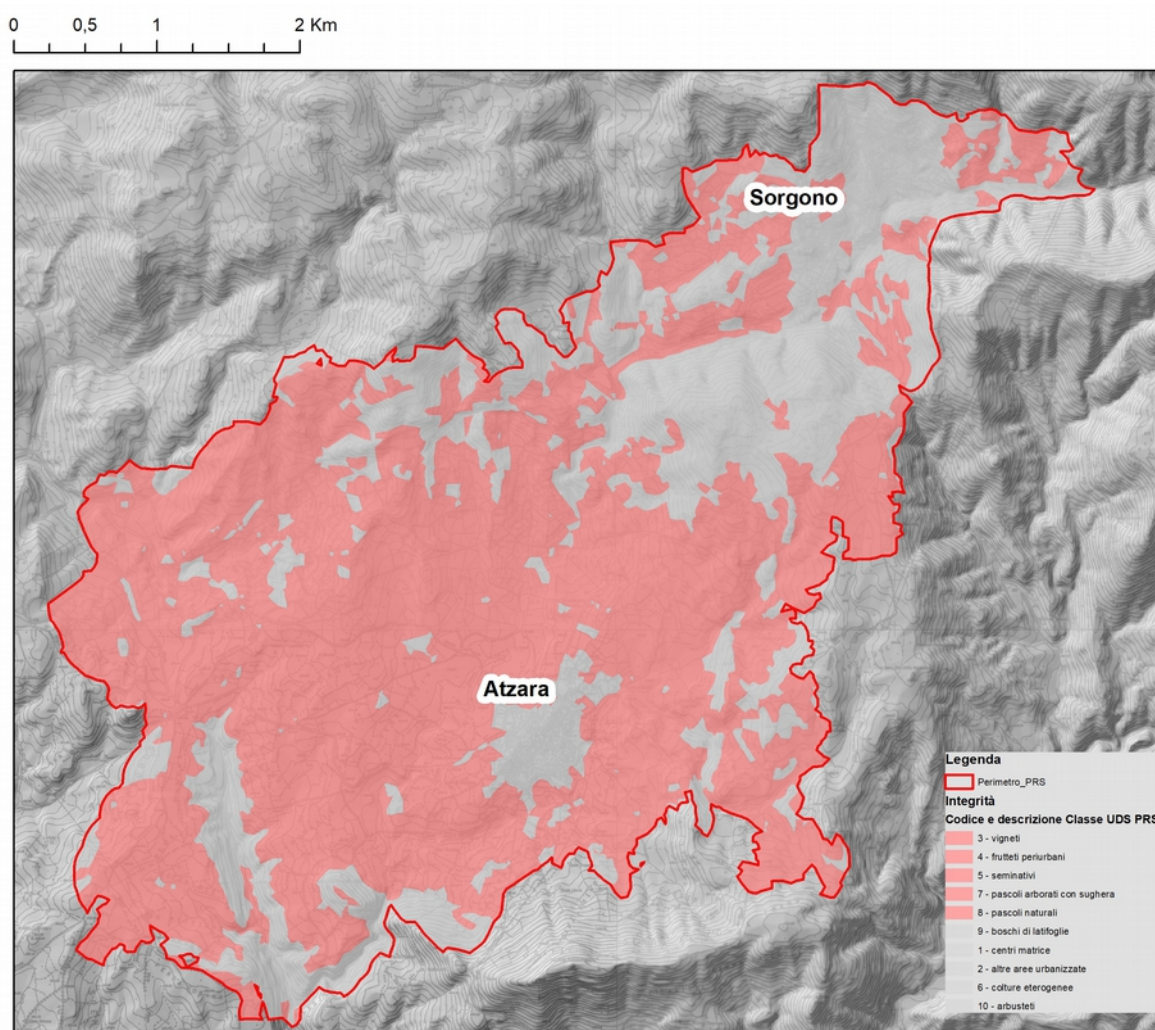 0 0,5 1 2 Km
Sorgono
Atzara
Legenda
Perimetro_PRS
Integrità
Codice e descrizione Classe UDS PRS
3 - vigneti
4 - frutteti periurbani
5 - seminativi
7 - pascoli arborati con sughera
8 - pascoli naturali
9 - boschi di latifoglie
1 - centri matrice
2 - altre aree urbanizzate
6 - colture eterogenee
10 - arbusteti